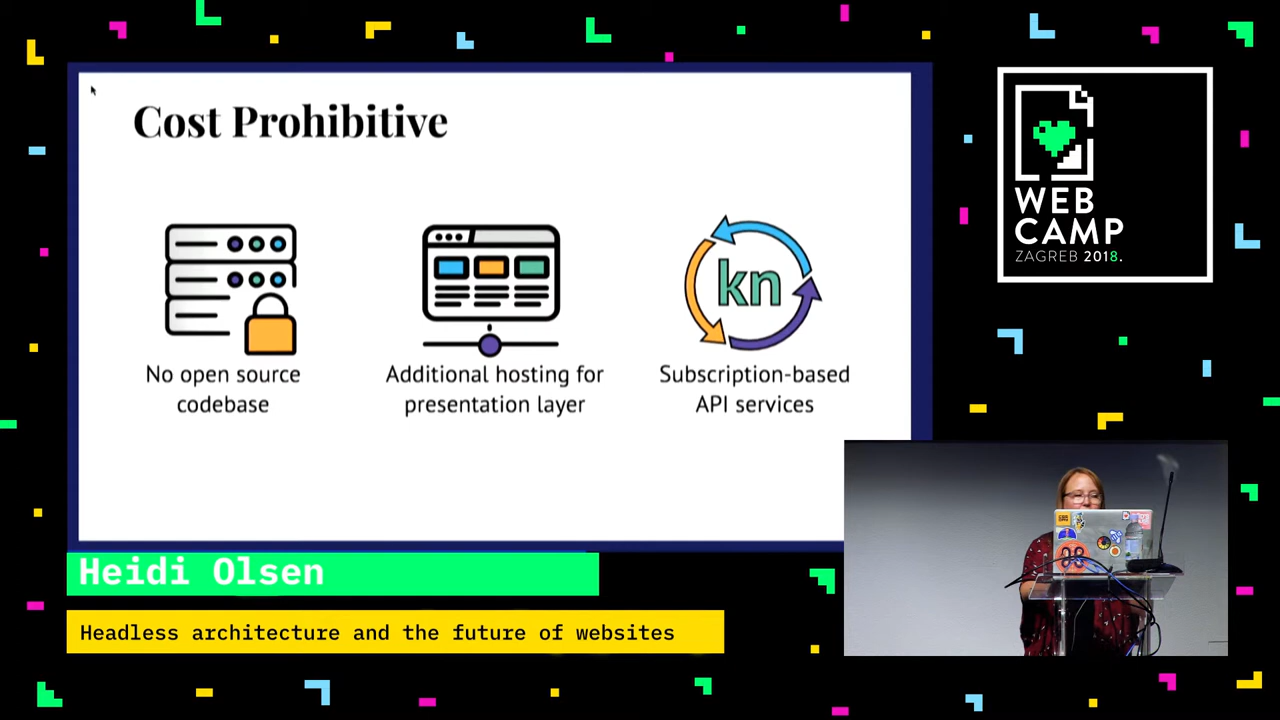 Cost Prohibitive
kn
No open source
codebase
Additional hosting for
presentation layer
Subscription-based
API services
WEB
CAMP
ZAGREB 2018.
Heidi Olsen
Headless architecture and the future of websites